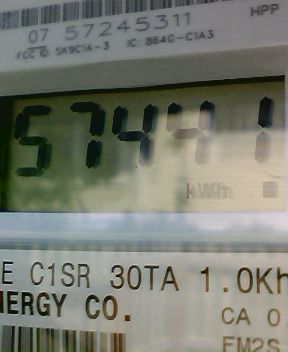 HPP
07 57245311
FCC ID: SK9C1A-3 IC: 864G-C1A3
57441
kWh
E C1SR 30TA 1.0Kh
NERGY CO.
CA 0
FM2S